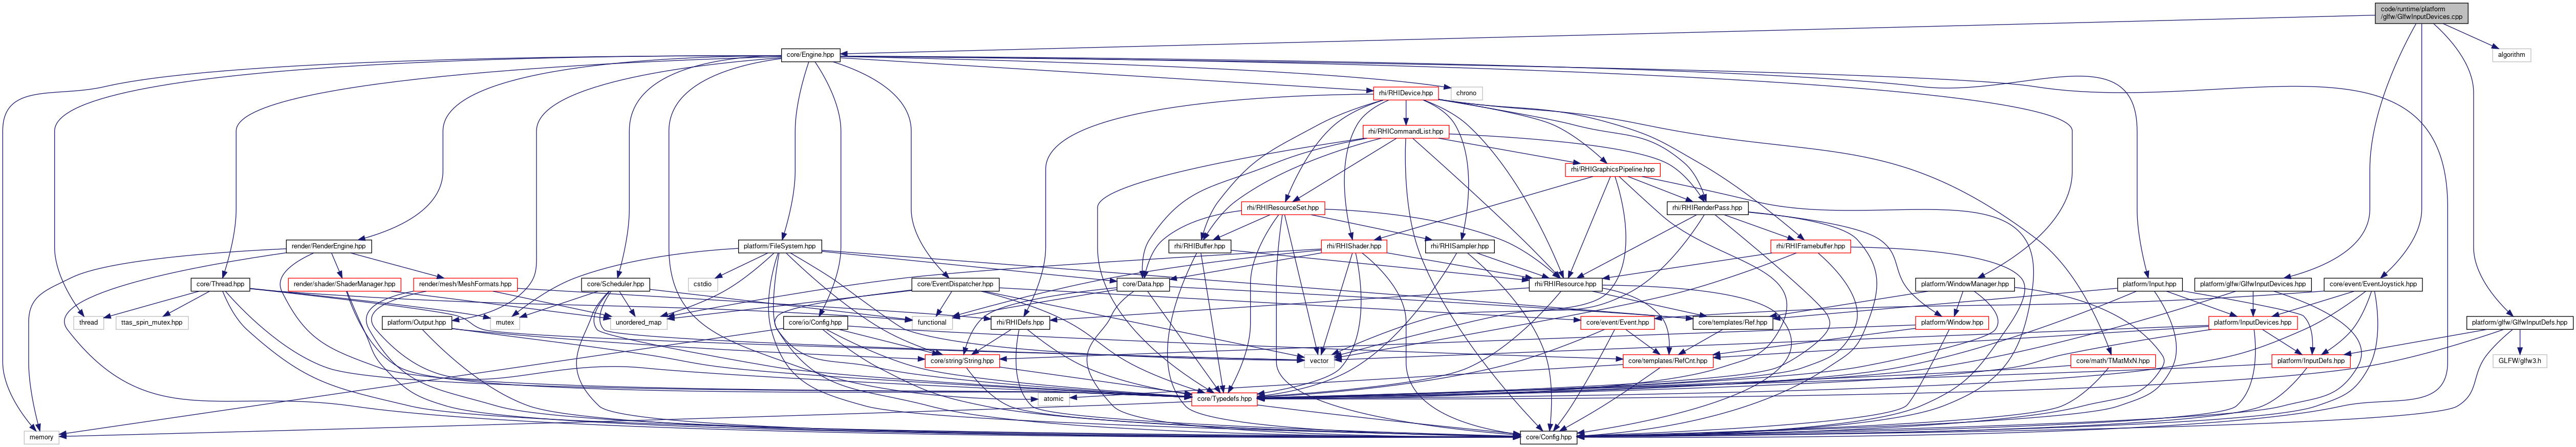 code/runtime/platform
/glfw/GlfwInputDevices.cpp
core/Engine.hpp
algorithm
rhi/RHIDevice.hpp
chrono
rhi/RHICommandList.hpp
rhi/RHIGraphicsPipeline.hpp
rhi/RHIResourceSet.hpp
rhi/RHIRenderPass.hpp
render/RenderEngine.hpp
platform/FileSystem.hpp
rhi/RHIBuffer.hpp
rhi/RHIShader.hpp
rhi/RHISampler.hpp
rhi/RHIFramebuffer.hpp
core/Thread.hpp
render/shader/ShaderManager.hpp
render/mesh/MeshFormats.hpp
core/Scheduler.hpp
cstdio
core/EventDispatcher.hpp
core/Data.hpp
rhi/RHIResource.hpp
platform/WindowManager.hpp
platform/Input.hpp
platform/glfw/GlfwInputDevices.hpp
core/event/EventJoystick.hpp
thread
ttas_spin_mutex.hpp
platform/Output.hpp
mutex
unordered_map
core/io/Config.hpp
functional
rhi/RHIDefs.hpp
core/event/Event.hpp
core/templates/Ref.hpp
platform/Window.hpp
platform/InputDevices.hpp
platform/glfw/GlfwInputDefs.hpp
core/string/String.hpp
vector
core/templates/RefCnt.hpp
core/math/TMatMxN.hpp
platform/InputDefs.hpp
GLFW/glfw3.h
atomic
core/Typedefs.hpp
memory
core/Config.hpp